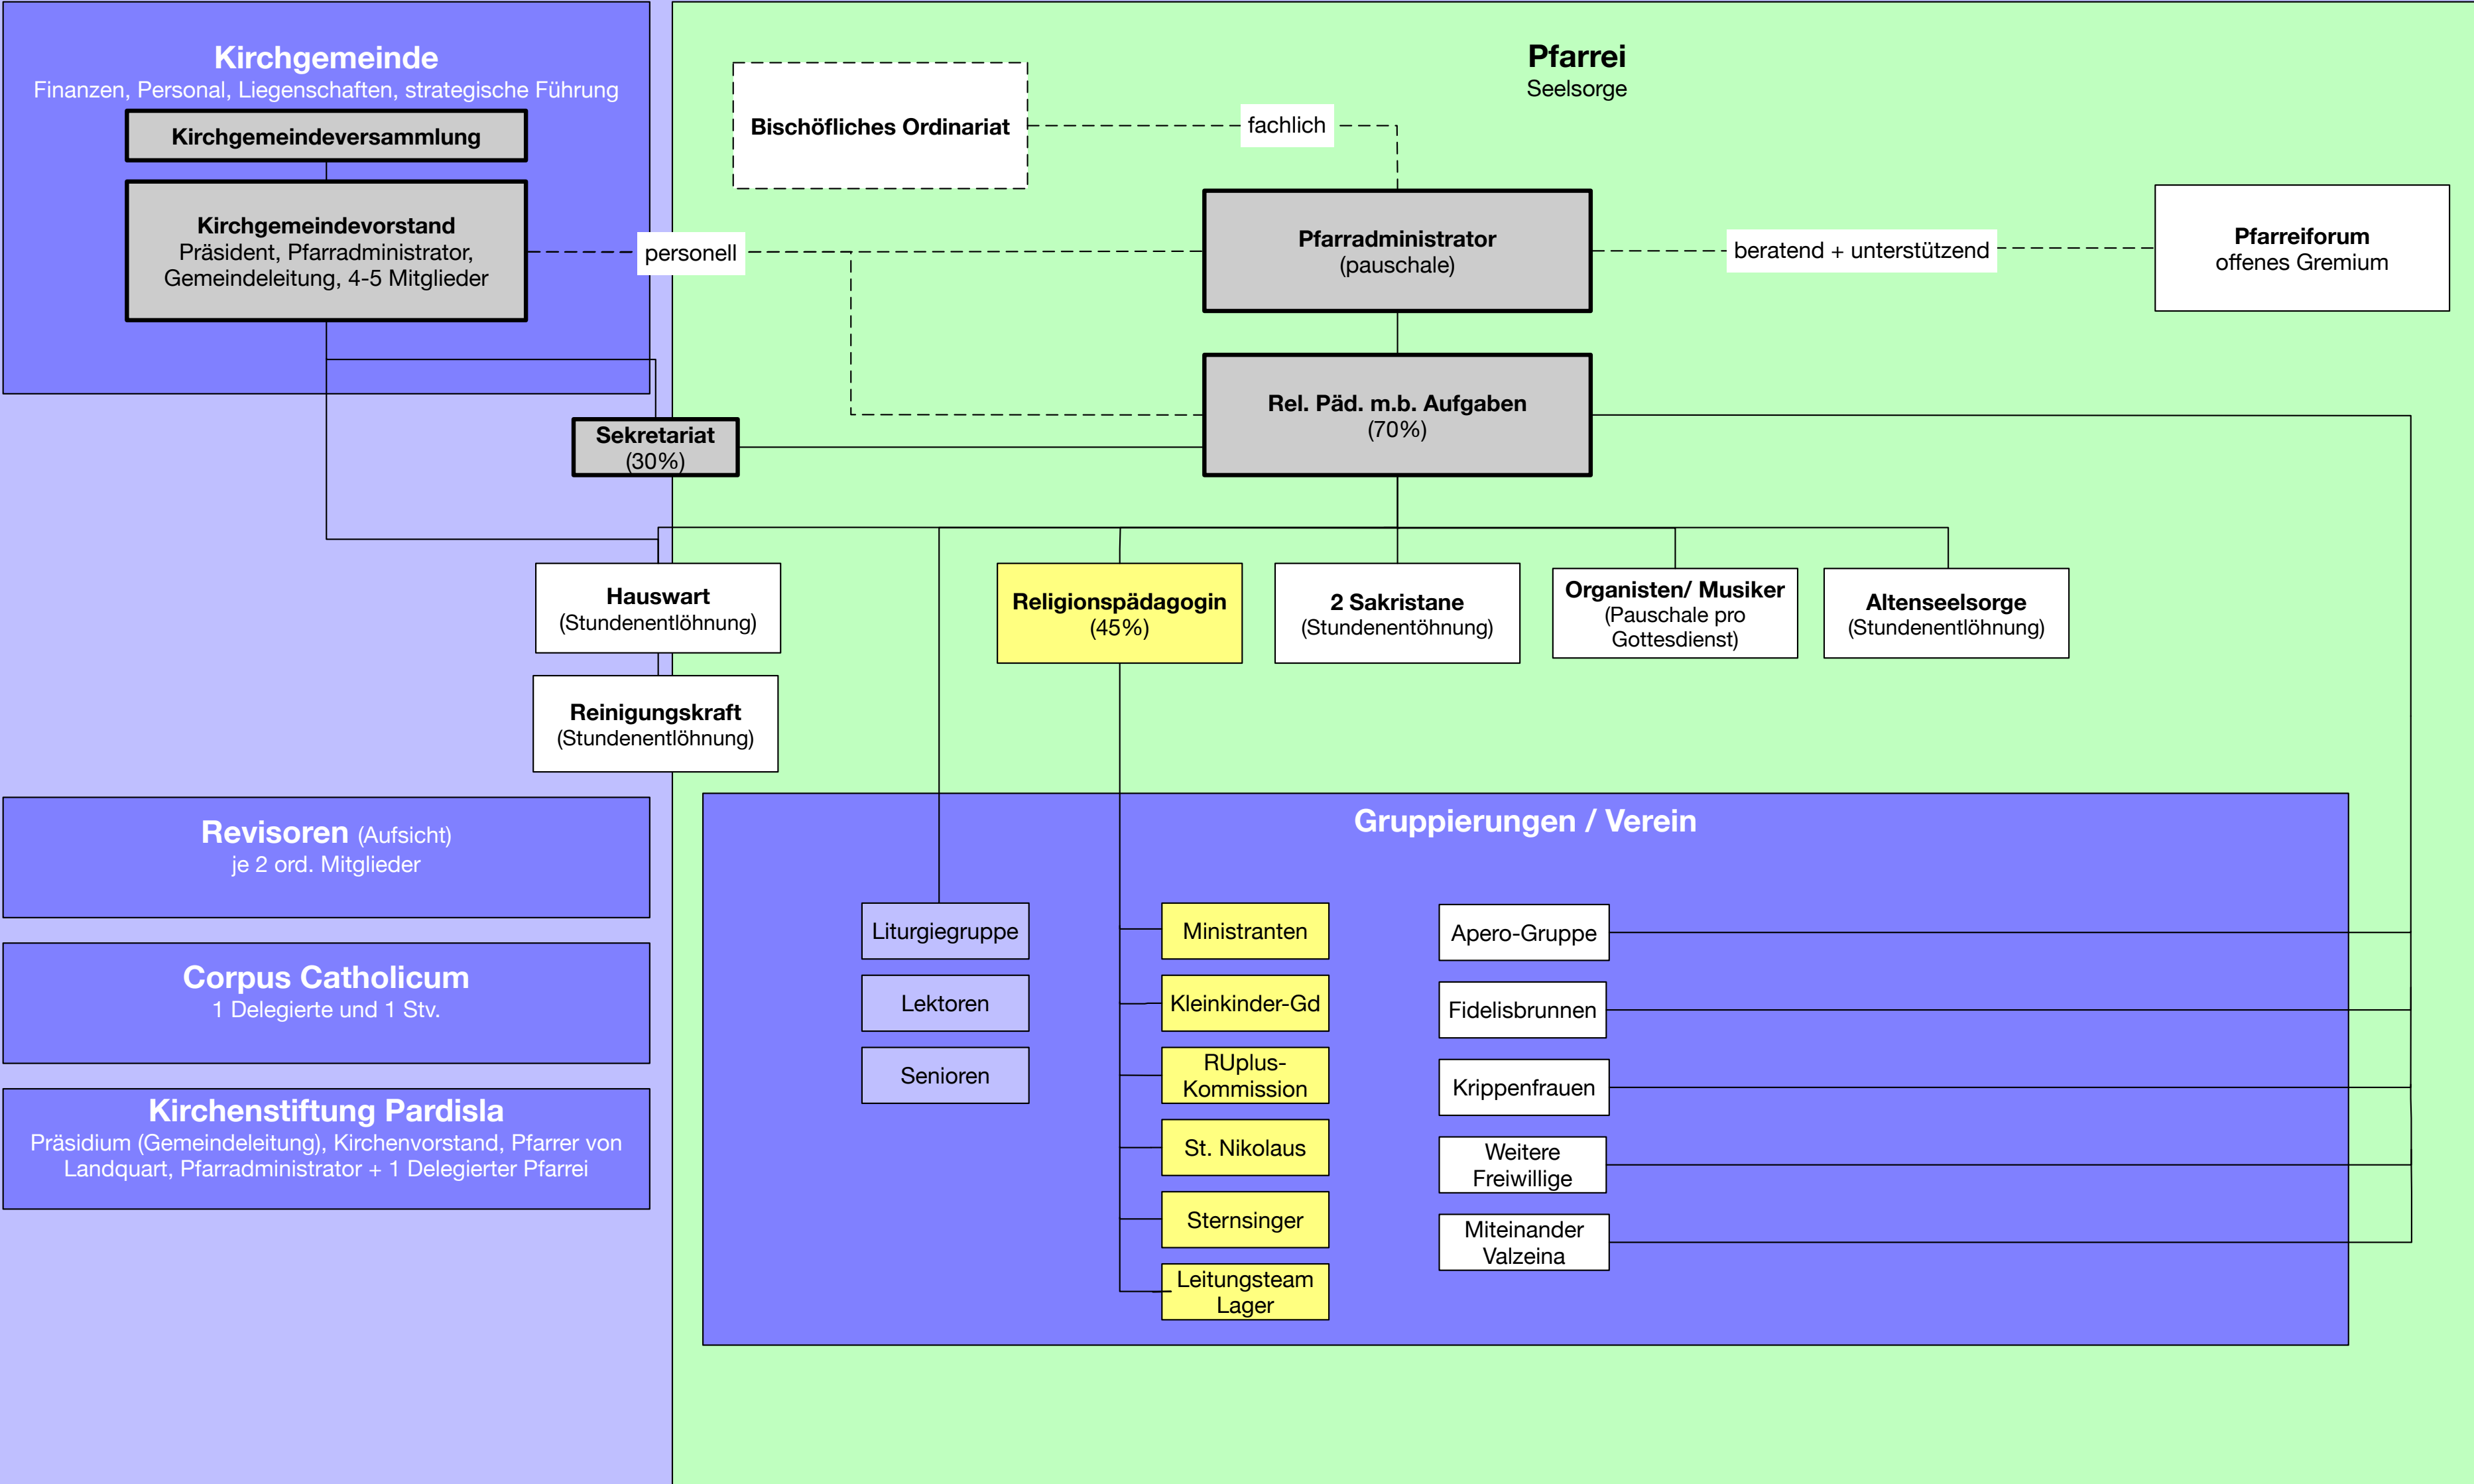 Kirchgemeinde
Finanzen, Personal, Liegenschaften, strategische Führung
Kirchgemeindeversammlung
Kirchgemeindevorstand
Präsident, Pfarradministrator,
Gemeindeleitung, 4-5 Mitglieder
personell
Pfarrei
Seelsorge
Bischöfliches Ordinariat
fachlich
Pfarradministrator
(pauschale)
beratend + unterstützend
Pfarreiforum
offenes Gremium
Rel. Päd. m.b. Aufgaben
(70%)
Sekretariat
(30%)
Hauswart
(Stundenentlöhnung)
Religionspädagogin
(45%)
2 Sakristane
(Stundenentöhnung)
Organisten/ Musiker
(Pauschale pro
Gottesdienst)
Altenseelsorge
(Stundenentlöhnung)
Reinigungskraft
(Stundenentlöhnung)
Revisoren (Aufsicht)
je 2 ord. Mitglieder
Corpus Catholicum
1 Delegierte und 1 Stv.
Kirchenstiftung Pardisla
Präsidium (Gemeindeleitung), Kirchenvorstand, Pfarrer von
Landquart, Pfarradministrator + 1 Delegierter Pfarrei
Gruppierungen / Verein
Liturgiegruppe
Lektoren
Senioren
Ministranten
Kleinkinder-Gd
RUplus-
Kommission
St. Nikolaus
Sternsinger
Leitungsteam
Lager
Apero-Gruppe
Fidelisbrunnen
Krippenfrauen
Weitere
Freiwillige
Miteinander
Valzeina